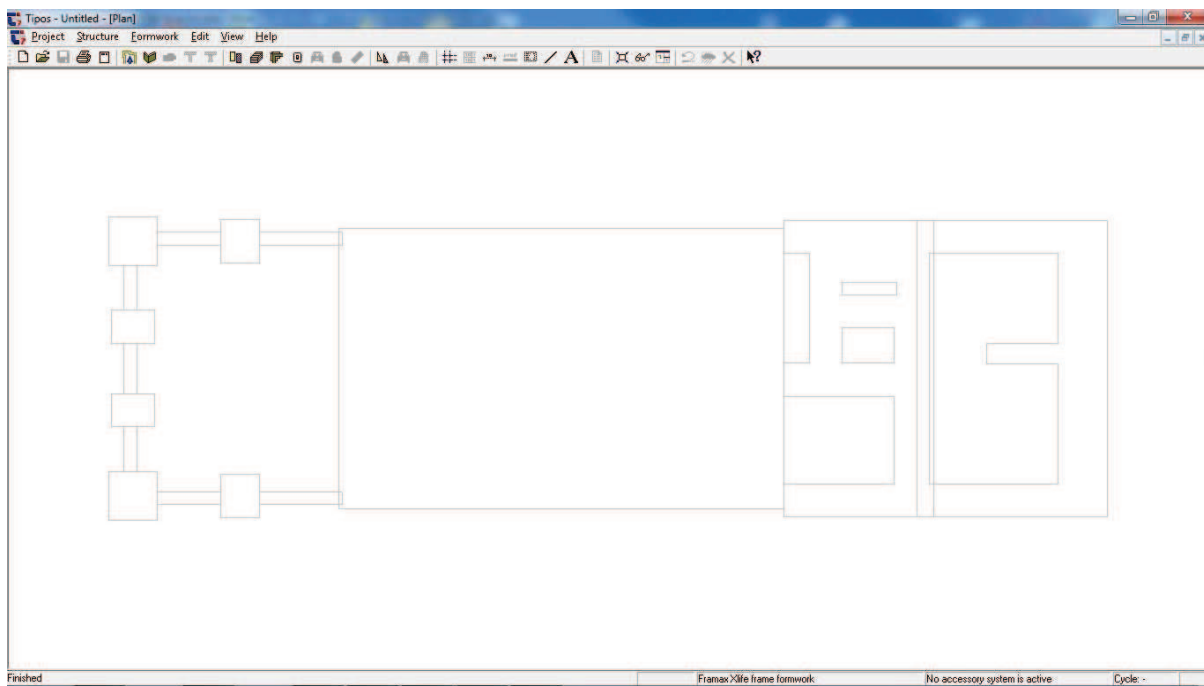 Tipos - Untitled - [Plan]
Project Structure Formwork Edit View Help
Finished Framax Xlife frame formwork No accessory system is active Cycle: -